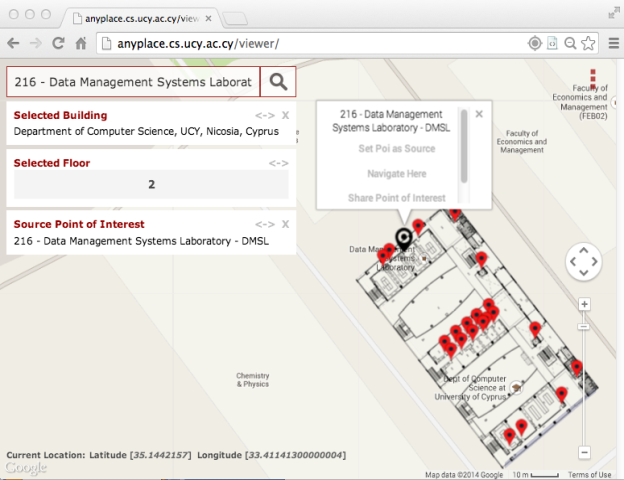 anyplace.cs.ucy.ac.cy/view
anyplace.cs.ucy.ac.cy/viewer/
216 - Data Management Systems Laborat
Selected Building <-> X
Department of Computer Science, UCY, Nicosia, Cyprus
Selected Floor <->
2
Source Point of Interest <-> X
216 - Data Management Systems Laboratory - DMSL
216 - Data Management
Systems Laboratory - DMSL
Set Poi as Source
Navigate Here
Share Point of Interest
Faculty of
Economics and
Management
(FEB02)
Faculty of
Economics and
Management
Data Management
Systems
Laboratory
Dept of Computer
Science at
University of Cyprus
Chemistry
& Physics
Current Location: Latitude [35.1442157] Longitude [33.41141300000004]
Google
Map data ©2014 Google 10 m Terms of Use